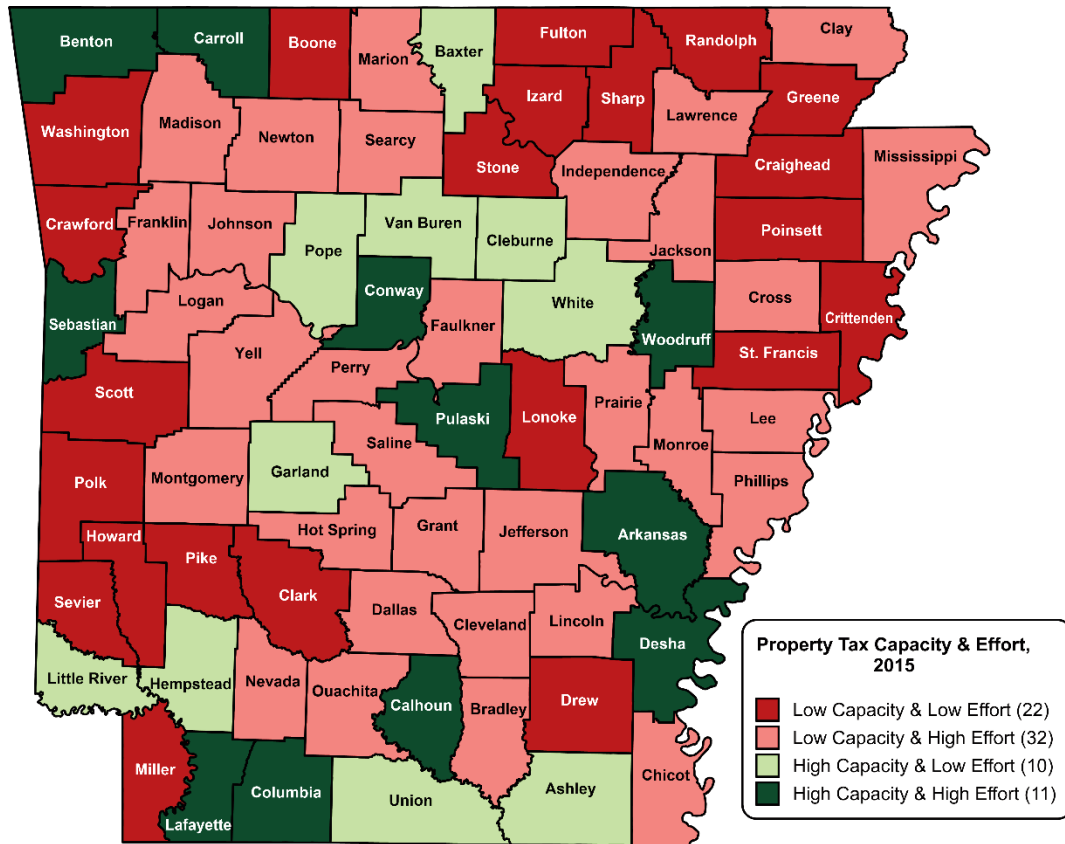 Benton
Carroll
Boone
Marion
Baxter
Fulton
Randolph
Clay
Izard
Sharp
Lawrence
Greene
Washington
Madison
Newton
Searcy
Stone
Independence
Craighead
Mississippi
Crawford
Franklin
Johnson
Pope
Van Buren
Cleburne
Jackson
Poinsett
Sebastian
Logan
Conway
Faulkner
White
Woodruff
Cross
Crittenden
Yell
Perry
St. Francis
Scott
Pulaski
Lonoke
Prairie
Monroe
Lee
Saline
Polk
Montgomery
Garland
Phillips
Howard
Pike
Hot Spring
Grant
Jefferson
Arkansas
Sevier
Clark
Dallas
Cleveland
Lincoln
Desha
Little River
Hempstead
Nevada
Ouachita
Calhoun
Bradley
Drew
Miller
Lafayette
Columbia
Union
Ashley
Chicot
Property Tax Capacity & Effort,
2015
Low Capacity & Low Effort (22)
Low Capacity & High Effort (32)
High Capacity & Low Effort (10)
High Capacity & High Effort (11)